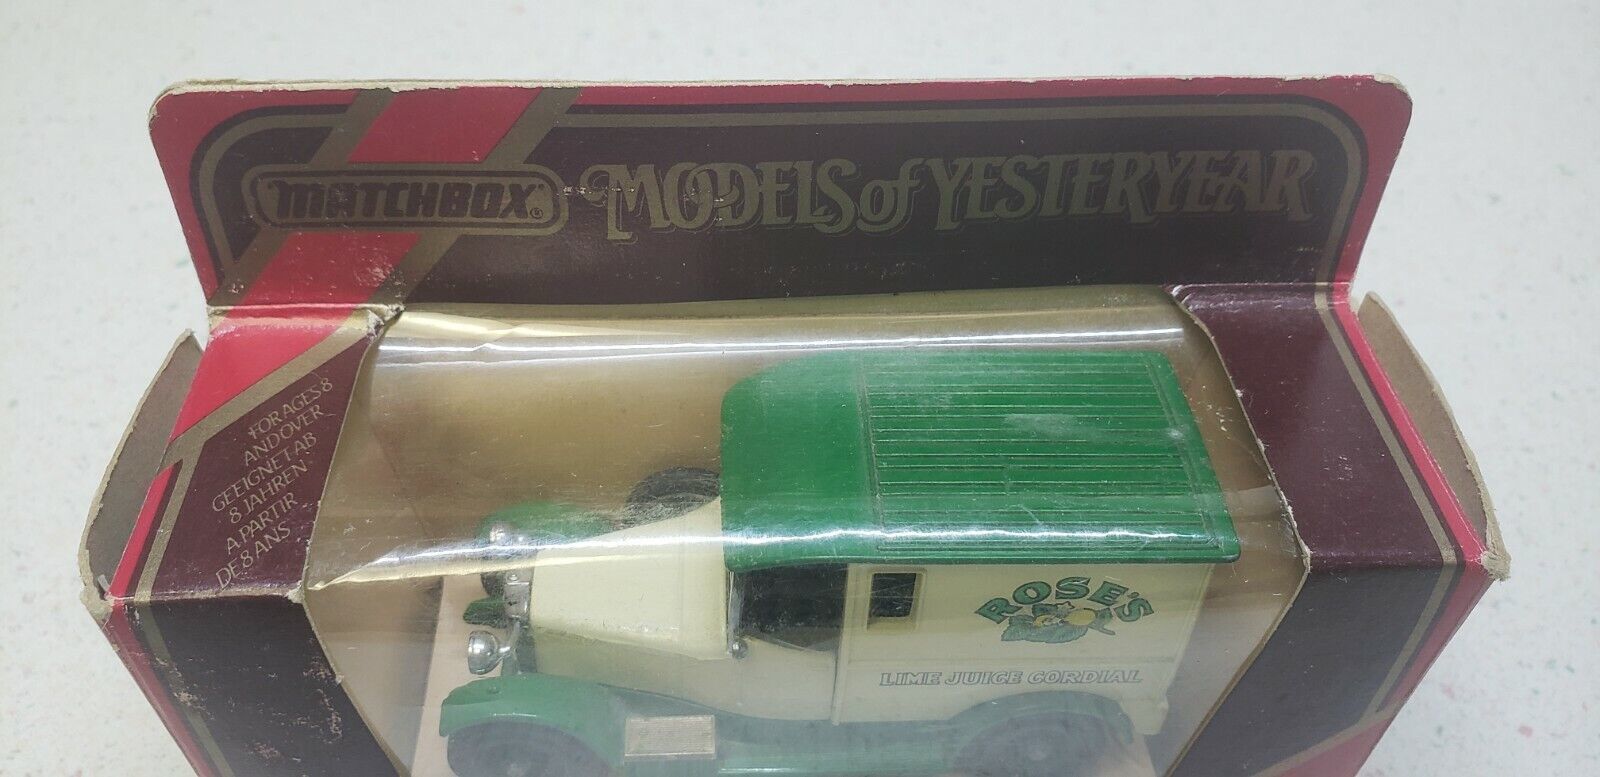 MATCHBOX
MODELS of YESTERYEAR
FOR AGES 8
AND OVER
GEEIGNET AB
8 JAHREN
A PARTIR
DE 8 ANS
ROSE'S
LIME JUICE CORDIAL